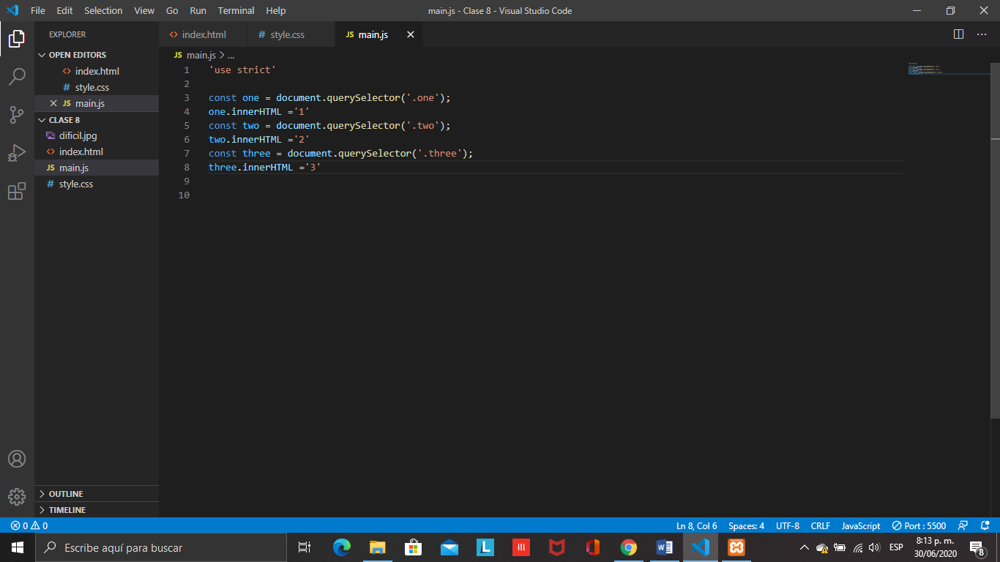 File Edit Selection View Go Run Terminal Help
main.js - Clase 8 - Visual Studio Code
EXPLORER
OPEN EDITORS
index.html
style.css
JS main.js
CLASE 8
dificil.jpg
index.html
JS main.js
style.css
OUTLINE
TIMELINE
<> index.html
# style.css
JS main.js
JS main.js > ...
1 'use strict'
2
3 const one = document.querySelector('.one');
4 one.innerHTML ='1'
5 const two = document.querySelector('.two');
6 two.innerHTML ='2'
7 const three = document.querySelector('.three');
8 three.innerHTML ='3'
9
10
0 0
Ln 8, Col 6 Spaces: 4 UTF-8 CRLF JavaScript Port : 5500
Escribe aquí para buscar
L
W
ESP
8:13 p. m.
30/06/2020
8